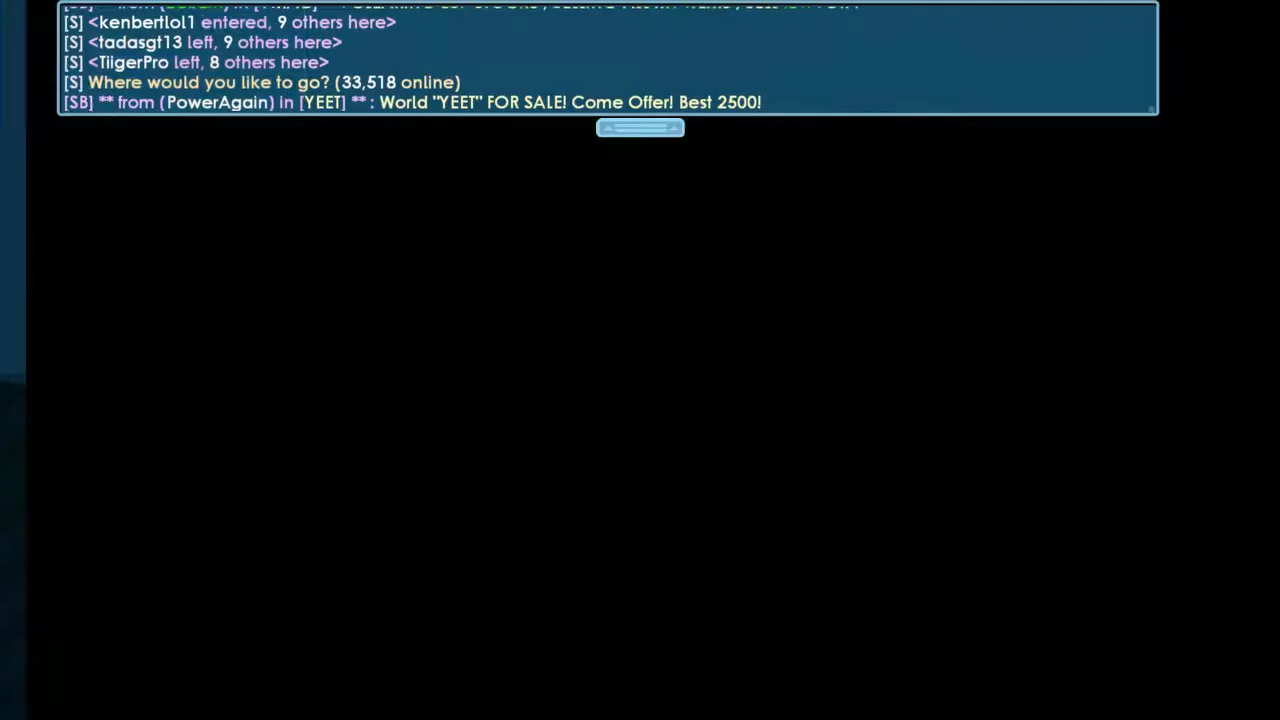 [S] <kenbertlol1 entered, 9 others here>
[S] <tadasgt13 left, 9 others here>
[S] <TiigerPro left, 8 others here>
[S] Where would you like to go? (33,518 online)
[SB] ** from (PowerAgain) in [YEET] ** : World "YEET" FOR SALE! Come Offer! Best 2500!